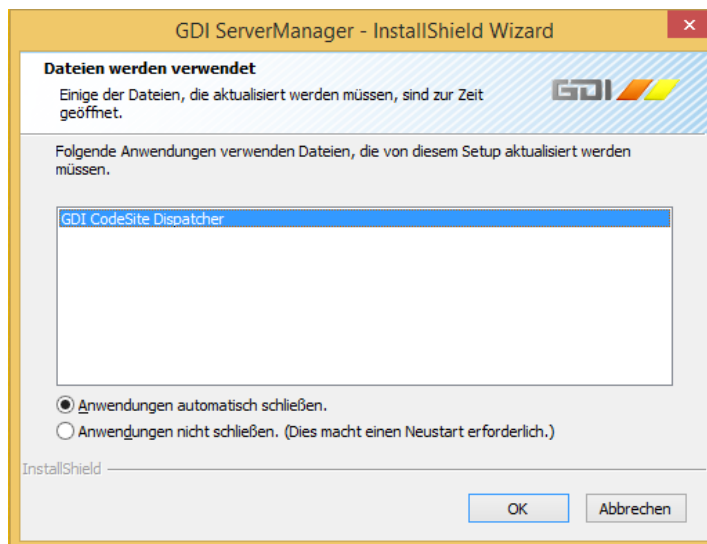 GDI ServerManager - InstallShield Wizard
Dateien werden verwendet
Einige der Dateien, die aktualisiert werden müssen, sind zur Zeit
geöffnet.
GDI
Folgende Anwendungen verwenden Dateien, die von diesem Setup aktualisiert werden
müssen.
GDI CodeSite Dispatcher
Anwendungen automatisch schließen.
Anwendungen nicht schließen. (Dies macht einen Neustart erforderlich.)
InstallShield
OK
Abbrechen